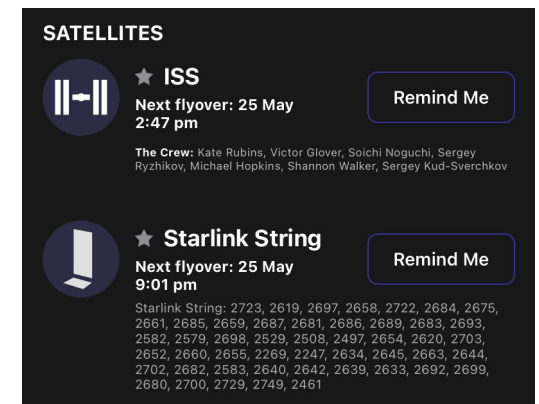 SATELLITES
ISS
Next flyover: 25 May
2:47 pm
Remind Me
The Crew: Kate Rubins, Victor Glover, Soichi Noguchi, Sergey
Ryzhikov, Michael Hopkins, Shannon Walker, Sergey Kud-Sverchkov
Starlink String
Next flyover: 25 May
9:01 pm
Remind Me
Starlink String: 2723, 2619, 2697, 2658, 2722, 2684, 2675,
2661, 2685, 2659, 2687, 2681, 2686, 2689, 2683, 2693,
2582, 2579, 2698, 2529, 2508, 2497, 2654, 2620, 2703,
2652, 2660, 2655, 2269, 2247, 2634, 2645, 2663, 2644,
2702, 2682, 2583, 2640, 2642, 2639, 2633, 2692, 2699,
2680, 2700, 2729, 2749, 2461